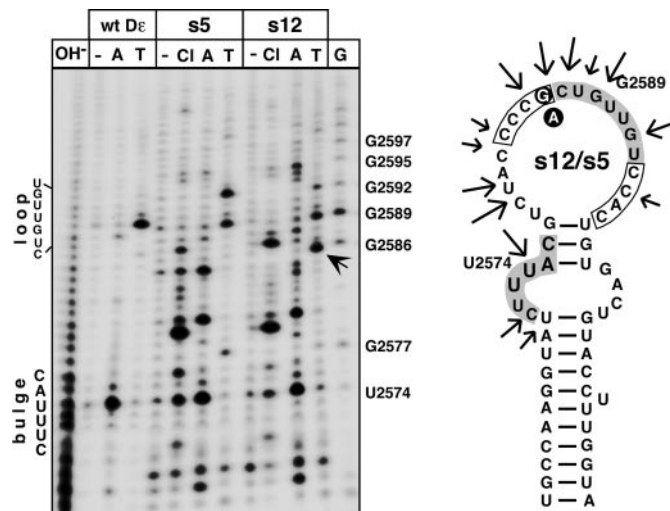 wt Dε s5 s12
OH⁻ - A T - Cl A T - Cl A T G
G2597
G2595
G2592
G2589
G2586
G2577
U2574
loop
U
G
U
U
G
U
C
bulge
C
A
U
U
U
U
C
G2589
C C C G C U G U U G U
A
s12/s5
C A C C
A
U
C
U
G U
C G
A U
U2574
U
U
U
C
G
A
C
U
U G
A U
U A
G C
G C
A U
A U
C G
C G
G U
U A
U